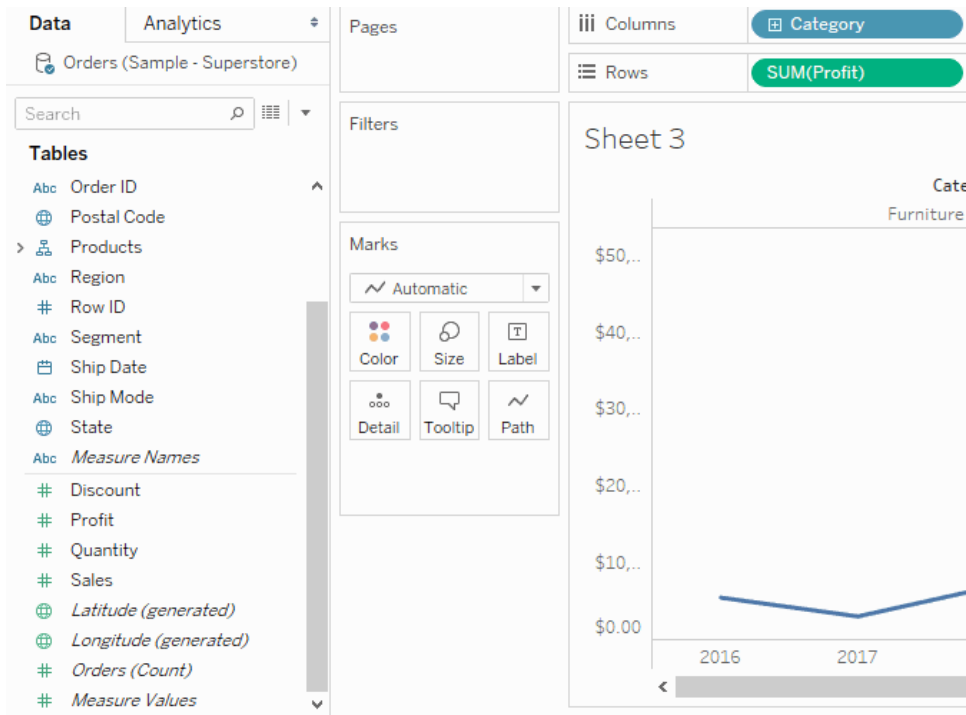 Data
Analytics
Orders (Sample - Superstore)
Search
Tables
Abc Order ID
Postal Code
Products
Abc Region
# Row ID
Abc Segment
Ship Date
Abc Ship Mode
State
Abc Measure Names
# Discount
# Profit
# Quantity
# Sales
Latitude (generated)
Longitude (generated)
# Orders (Count)
# Measure Values
Pages
Filters
Marks
Automatic
Color Size T Label
Detail Tooltip Path
Columns Category
Rows SUM(Profit)
Sheet 3
Cate
Furniture
$50,..
$40,..
$30,..
$20,..
$10,..
$0.00
2016 2017